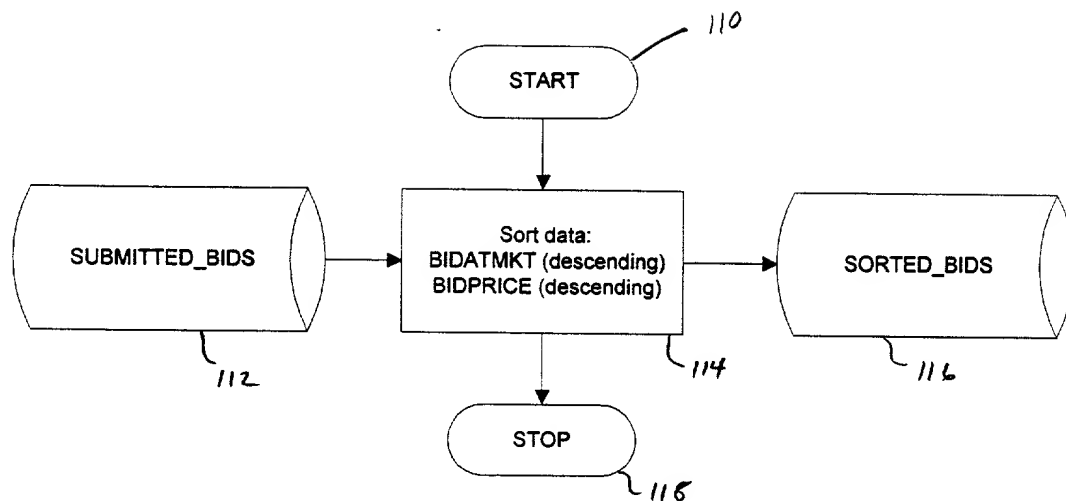 110
START
SUBMITTED_BIDS
Sort data:
BIDATMKT (descending)
BIDPRICE (descending)
SORTED_BIDS
112
114
116
STOP
118